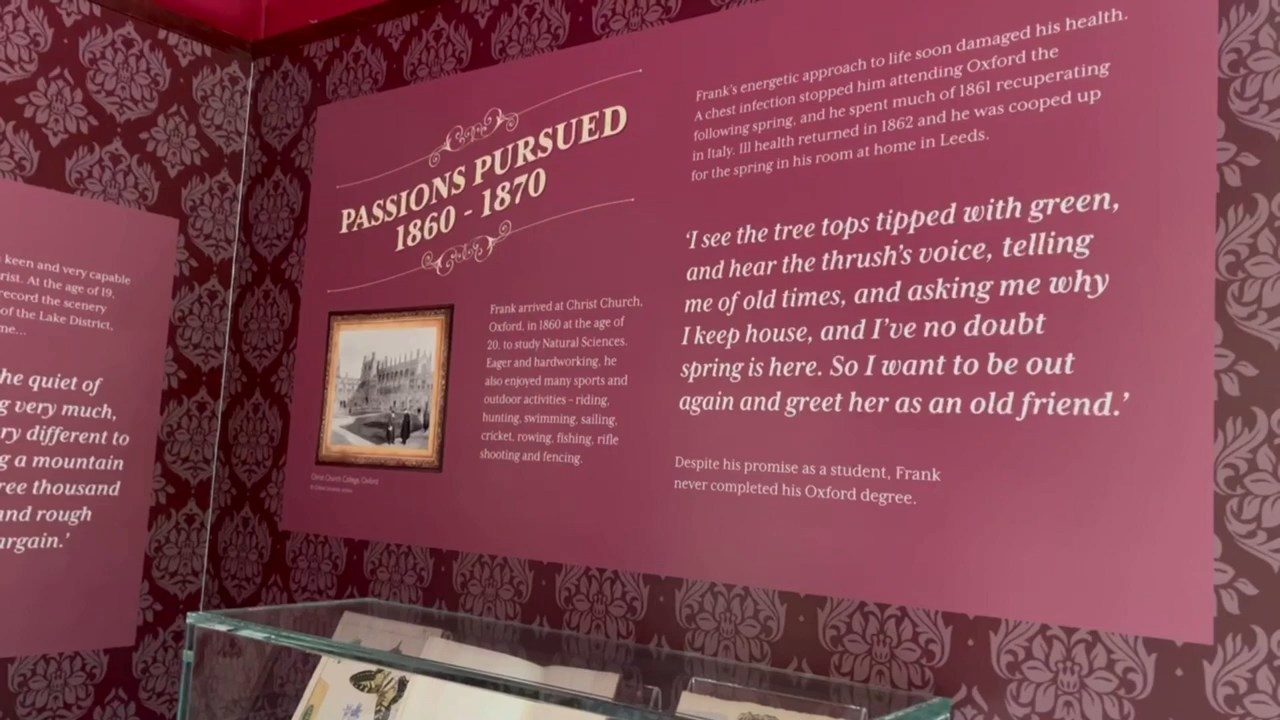 keen and very capable
At the age of 19,
record the scenery
of the Lake District,
he quiet of
very much,
different to
a mountain
thousand
and rough
PASSIONS PURSUED
1860 - 1870
Frank arrived at Christ Church,
Oxford, in 1860 at the age of
20, to study Natural Sciences.
Eager and hardworking, he
also enjoyed many sports and
outdoor activities – riding,
hunting, swimming, sailing,
cricket, rowing, fishing, rifle
shooting and fencing.
Christ Church College, Oxford
Frank's energetic approach to life soon damaged his health.
A chest infection stopped him attending Oxford the
following spring, and he spent much of 1861 recuperating
in Italy. Ill health returned in 1862 and he was cooped up
for the spring in his room at home in Leeds.
‘I see the tree tops tipped with green,
and hear the thrush’s voice, telling
me of old times, and asking me why
I keep house, and I’ve no doubt
spring is here. So I want to be out
again and greet her as an old friend.’
Despite his promise as a student, Frank
never completed his Oxford degree.